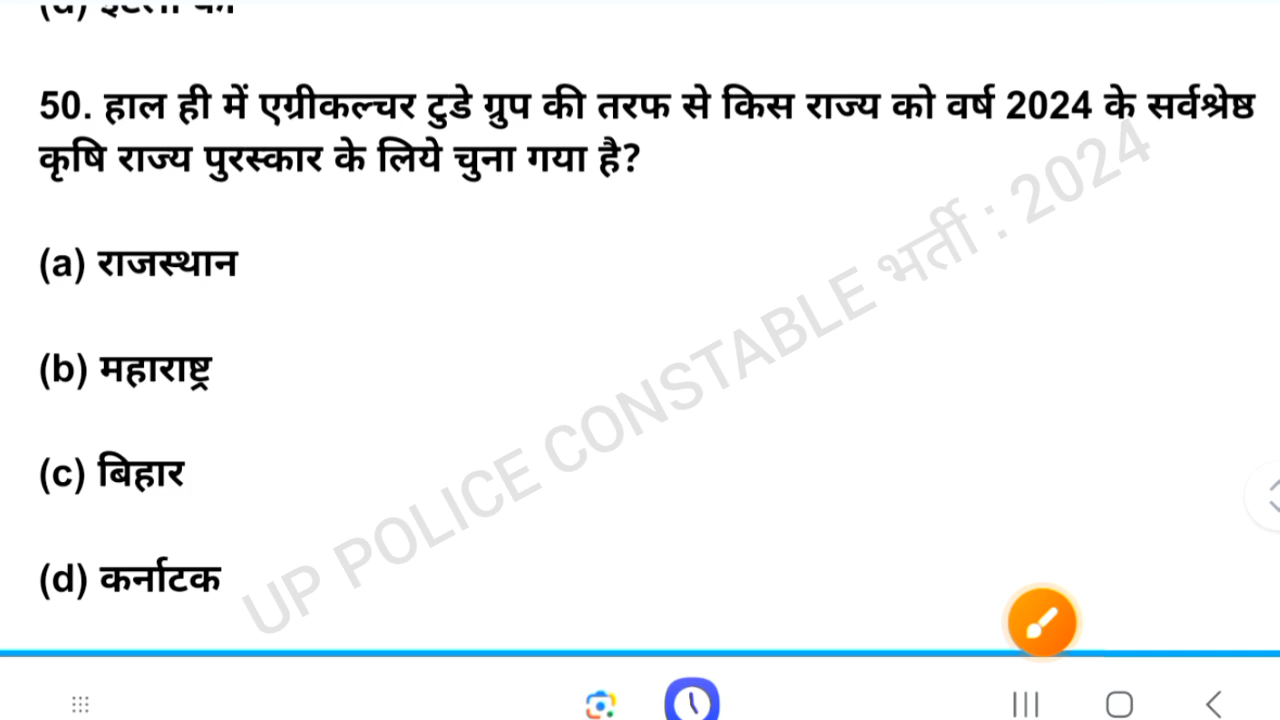 50. हाल ही में एग्रीकल्चर टुडे ग्रुप की तरफ से किस राज्य को वर्ष 2024 के सर्वश्रेष्ठ
कृषि राज्य पुरस्कार के लिये चुना गया है?
(a) राजस्थान
(b) महाराष्ट्र
(c) बिहार
(d) कर्नाटक
UP POLICE CONSTABLE भर्ती : 2024